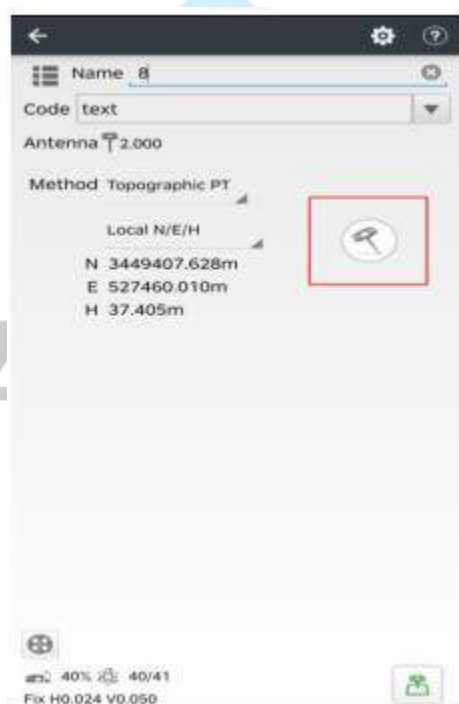 Name 8
Code text
Antenna 2.000
Method Topographic PT
Local N/E/H
N 3449407.628m
E 527460.010m
H 37.405m
40% 40/41
Fix H0.024 V0.050